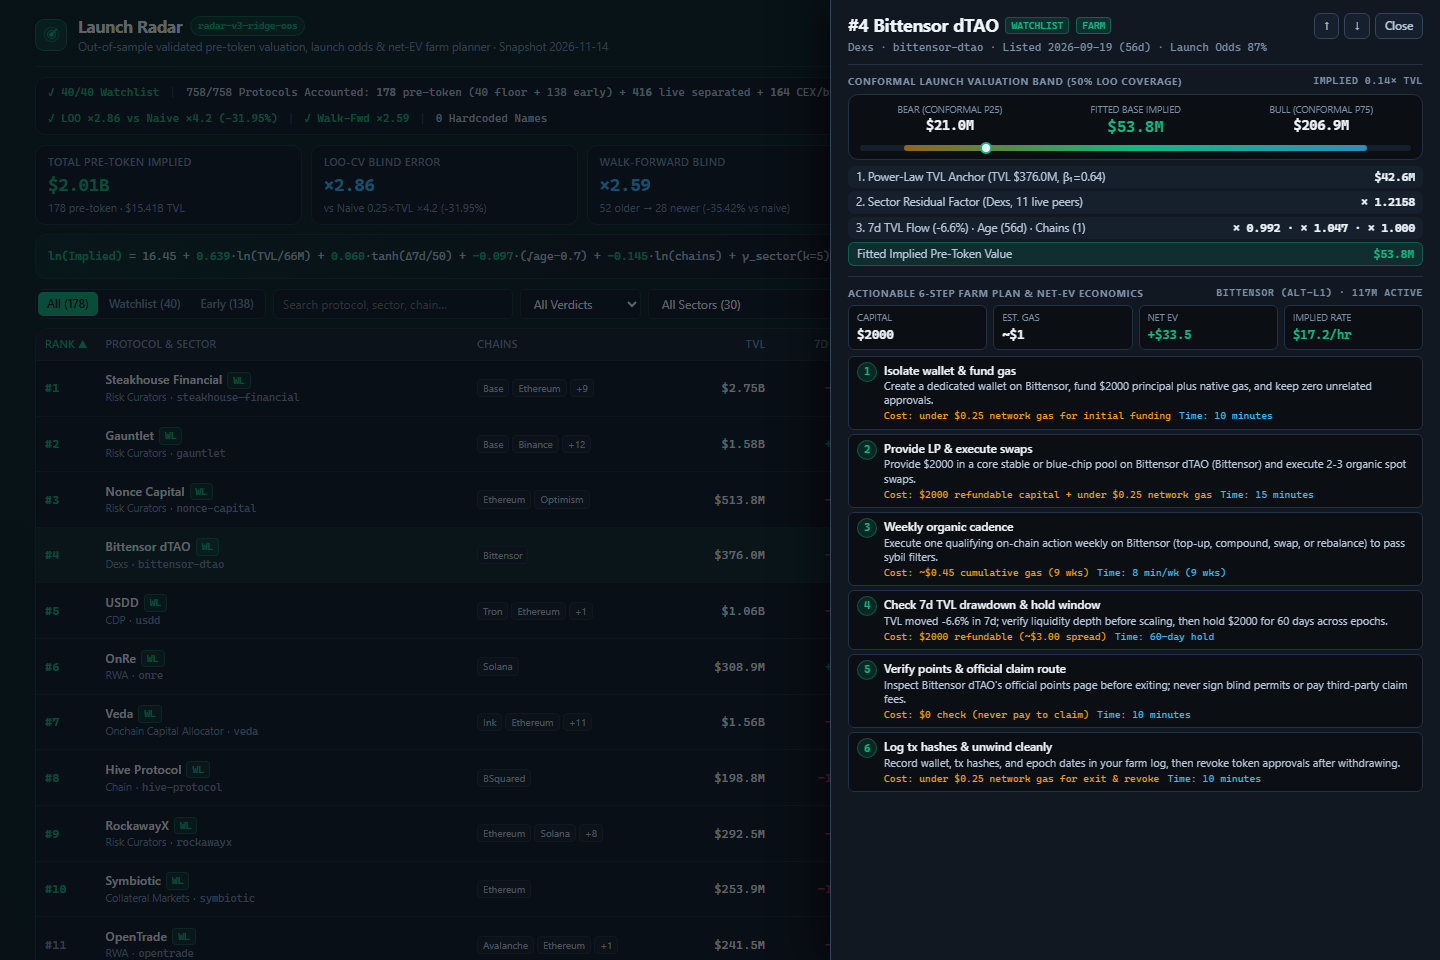 Launch Radar radar-v3-ridge-oos
Out-of-sample validated pre-token valuation, launch odds & net-EV farm planner · Snapshot 2026-11-14
✓ 40/40 Watchlist | 758/758 Protocols Accounted: 178 pre-token (40 floor + 138 early) + 416 live separated + 164 CEX/b
✓ LOO ×2.86 vs Naive ×4.2 (−31.95%) | ✓ Walk-Fwd ×2.59 | 0 Hardcoded Names
TOTAL PRE-TOKEN IMPLIED
$2.01B
178 pre-token · $15.41B TVL
LOO-CV BLIND ERROR
×2.86
vs Naive 0.25×TVL ×4.2 (-31.95%)
WALK-FORWARD BLIND
×2.59
52 older → 28 newer (-35.42% vs naive)
ln(Implied) = 16.45 + 0.639·ln(TVL/66M) + 0.060·tanh(Δ7d/50) + −0.097·(√age-0.7) + −0.145·ln(chains) + γ_sector(k=5)
All (178) Watchlist (40) Early (138) Search protocol, sector, chain... All Verdicts All Sectors (30)
RANK ▲ PROTOCOL & SECTOR CHAINS TVL 7D
#1 Steakhouse Financial WL Base Ethereum +9 $2.75B
Risk Curators · steakhouse-financial
#2 Gauntlet WL Base Binance +12 $1.58B
Risk Curators · gauntlet
#3 Nonce Capital WL Ethereum Optimism $513.8M
Risk Curators · nonce-capital
#4 Bittensor dTAO WL Bittensor $376.0M
Dexs · bittensor-dtao
#5 USDD WL Tron Ethereum +1 $1.06B
CDP · usdd
#6 OnRe WL Solana $308.9M
RWA · onre
#7 Veda WL Ink Ethereum +11 $1.56B
Onchain Capital Allocator · veda
#8 Hive Protocol WL BSquared $198.8M −1
Chain · hive-protocol
#9 RockawayX WL Ethereum Solana +8 $292.5M
Risk Curators · rockawayx
#10 Symbiotic WL Ethereum $253.9M −1
Collateral Markets · symbiotic
#11 OpenTrade WL Avalanche Ethereum +1 $241.5M
RWA · opentrade
#4 Bittensor dTAO WATCHLIST FARM ↑ ↓ Close
Dexs · bittensor-dtao · Listed 2026-09-19 (56d) · Launch Odds 87%
CONFORMAL LAUNCH VALUATION BAND (50% LOO COVERAGE) IMPLIED 0.14× TVL
BEAR (CONFORMAL P25)
$21.0M
FITTED BASE IMPLIED
$53.8M
BULL (CONFORMAL P75)
$206.9M
1. Power-Law TVL Anchor (TVL $376.0M, β₁=0.64) $42.6M
2. Sector Residual Factor (Dexs, 11 live peers) × 1.2158
3. 7d TVL Flow (-6.6%) · Age (56d) · Chains (1) × 0.992 · × 1.047 · × 1.000
Fitted Implied Pre-Token Value $53.8M
ACTIONABLE 6-STEP FARM PLAN & NET-EV ECONOMICS BITTENSOR (ALT-L1) · 117M ACTIVE
CAPITAL
$2000
EST. GAS
~$1
NET EV
+$33.5
IMPLIED RATE
$17.2/hr
1 Isolate wallet & fund gas
Create a dedicated wallet on Bittensor, fund $2000 principal plus native gas, and keep zero unrelated
approvals.
Cost: under $0.25 network gas for initial funding Time: 10 minutes
2 Provide LP & execute swaps
Provide $2000 in a core stable or blue-chip pool on Bittensor dTAO (Bittensor) and execute 2-3 organic spot
swaps.
Cost: $2000 refundable capital + under $0.25 network gas Time: 15 minutes
3 Weekly organic cadence
Execute one qualifying on-chain action weekly on Bittensor (top-up, compound, swap, or rebalance) to pass
sybil filters.
Cost: ~$0.45 cumulative gas (9 wks) Time: 8 min/wk (9 wks)
4 Check 7d TVL drawdown & hold window
TVL moved -6.6% in 7d; verify liquidity depth before scaling, then hold $2000 for 60 days across epochs.
Cost: $2000 refundable (~$3.00 spread) Time: 60-day hold
5 Verify points & official claim route
Inspect Bittensor dTAO's official points page before exiting; never sign blind permits or pay third-party claim
fees.
Cost: $0 check (never pay to claim) Time: 10 minutes
6 Log tx hashes & unwind cleanly
Record wallet, tx hashes, and epoch dates in your farm log, then revoke token approvals after withdrawing.
Cost: under $0.25 network gas for exit & revoke Time: 10 minutes